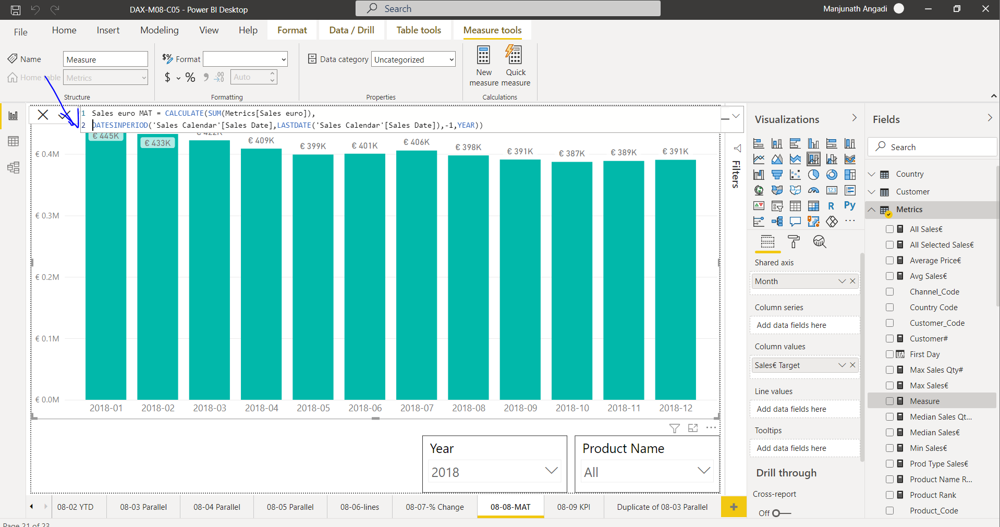 DAX-M08-C05 - Power BI Desktop
Search
Manjunath Angadi
File Home Insert Modeling View Help Format Data / Drill Table tools Measure tools
Name
Measure
Home table
Metrics
Structure
Format
$ % 9 .00 Auto
Formatting
Data category
Uncategorized
Properties
New measure
Quick measure
Calculations
1 Sales euro MAT = CALCULATE(SUM(Metrics[Sales euro]),
2 DATESINPERIOD('Sales Calendar'[Sales Date],LASTDATE('Sales Calendar'[Sales Date]),-1,YEAR))
€ 445K € 433K € 422K € 409K € 399K € 401K € 406K € 398K € 391K € 387K € 389K € 391K
€ 0.4M
€ 0.3M
€ 0.2M
€ 0.1M
€ 0.0M
2018-01 2018-02 2018-03 2018-04 2018-05 2018-06 2018-07 2018-08 2018-09 2018-10 2018-11 2018-12
Year
2018
Product Name
All
Filters
Visualizations
123
R Py
Shared axis
Month
Column series
Add data fields here
Column values
Sales€ Target
Line values
Add data fields here
Tooltips
Add data fields here
Drill through
Cross-report
Off
Fields
Search
Country
Customer
Metrics
All Sales€
All Selected Sales€
Average Price€
Avg Sales€
Channel_Code
Country Code
Customer_Code
Customer#
First Day
Max Sales Qty#
Max Sales€
Measure
Median Sales Qt...
Median Sales€
Min Sales€
Prod Type Sales€
Product Name R...
Product Rank
Product_Code
08-02 YTD 08-03 Parallel 08-04 Parallel 08-05 Parallel 08-06-lines 08-07-% Change 08-08-MAT 08-09 KPI Duplicate of 08-03 Parallel
Page 21 of 23